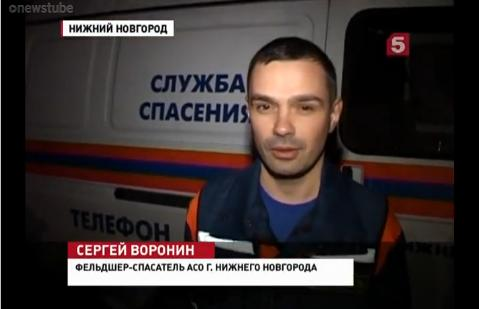 onewstube
НИЖНИЙ НОВГОРОД
5
СЛУЖБА
СПАСЕНИЯ
ТЕЛЕФОН
СЕРГЕЙ ВОРОНИН
ФЕЛЬДШЕР-СПАСАТЕЛЬ АСО Г. НИЖНЕГО НОВГОРОДА